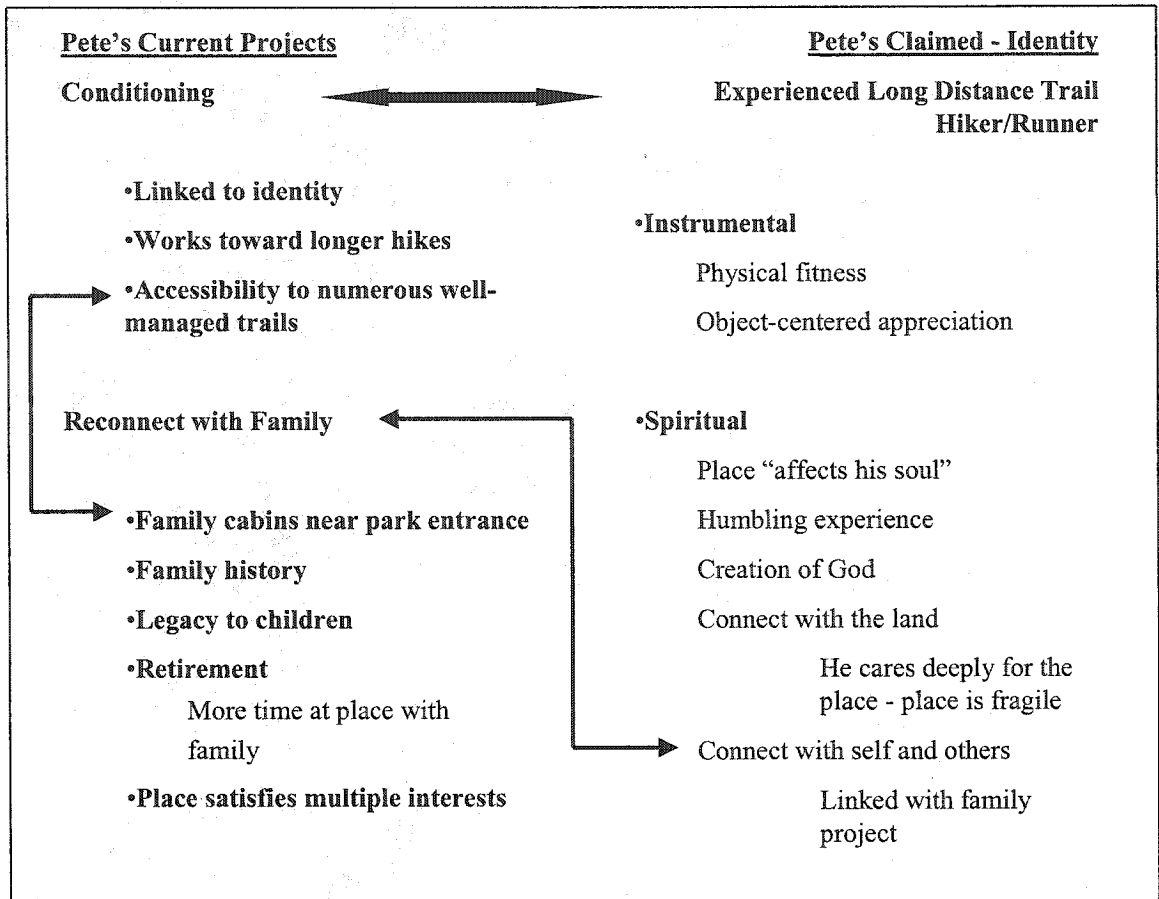 Pete's Current Projects
Conditioning
•Linked to identity
•Works toward longer hikes
•Accessibility to numerous well-
managed trails
Reconnect with Family
•Family cabins near park entrance
•Family history
•Legacy to children
•Retirement
More time at place with
family
•Place satisfies multiple interests
Pete's Claimed - Identity
Experienced Long Distance Trail
Hiker/Runner
•Instrumental
Physical fitness
Object-centered appreciation
•Spiritual
Place "affects his soul"
Humbling experience
Creation of God
Connect with the land
He cares deeply for the
place - place is fragile
Connect with self and others
Linked with family
project